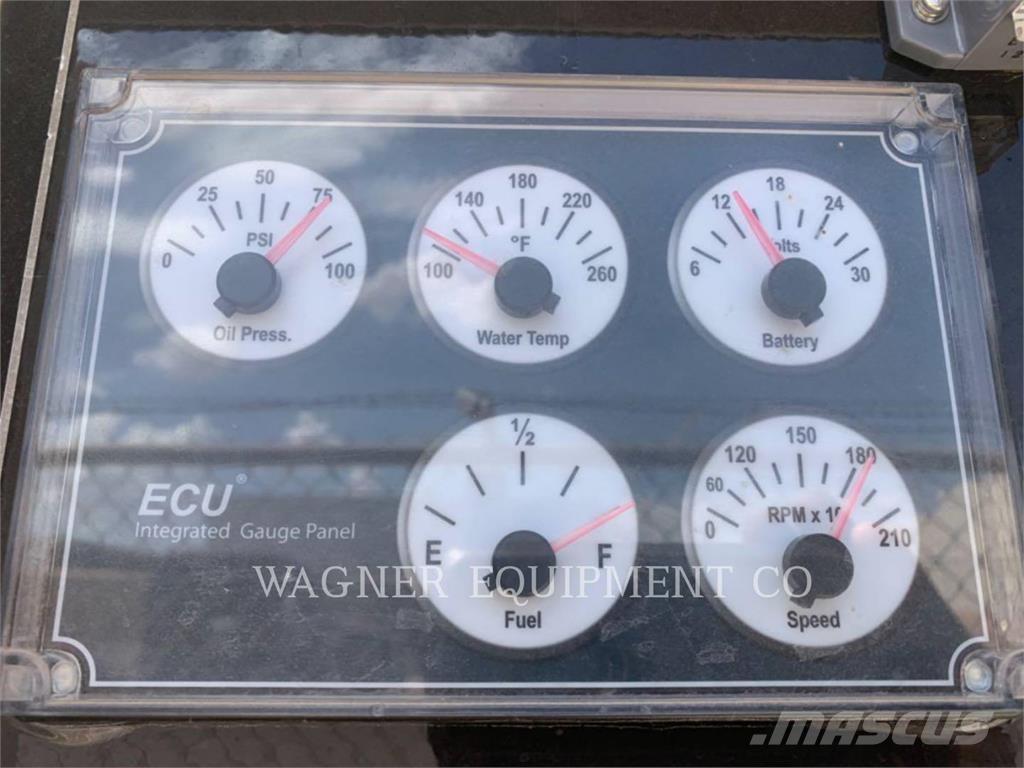 0 25 50 75 100
PSI
Oil Press.
100 140 180 220 260
°F
Water Temp
6 12 18 24 30
Battery
E 1/2 F
Fuel
0 60 120 150 180 210
RPM x
Speed
ECU®
Integrated Gauge Panel
WAGNER EQUIPMENT CO
MASCUS